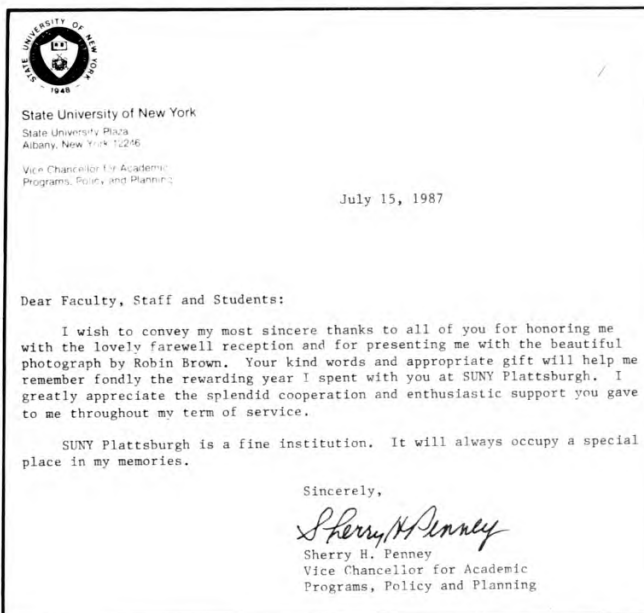 STATE UNIVERSITY OF NEW YORK
1948
State University of New York
State University Plaza
Albany, New York 12246
Vice Chancellor for Academic
Programs, Policy and Planning
July 15, 1987
Dear Faculty, Staff and Students:
I wish to convey my most sincere thanks to all of you for honoring me
with the lovely farewell reception and for presenting me with the beautiful
photograph by Robin Brown. Your kind words and appropriate gift will help me
remember fondly the rewarding year I spent with you at SUNY Plattsburgh. I
greatly appreciate the splendid cooperation and enthusiastic support you gave
to me throughout my term of service.
SUNY Plattsburgh is a fine institution. It will always occupy a special
place in my memories.
Sincerely,
Sherry H Penney
Sherry H. Penney
Vice Chancellor for Academic
Programs, Policy and Planning